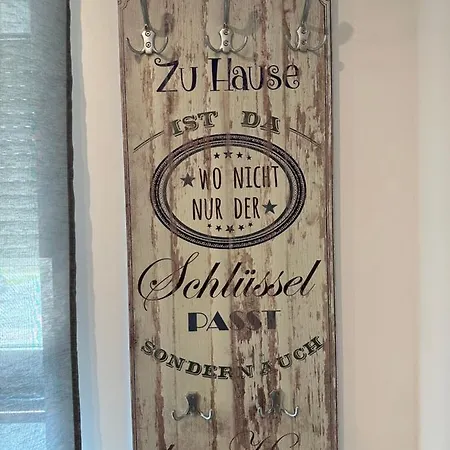 Zu Hause
IST DA
WO NICHT
NUR DER
Schlüssel
PASST
SONDERN AUCH